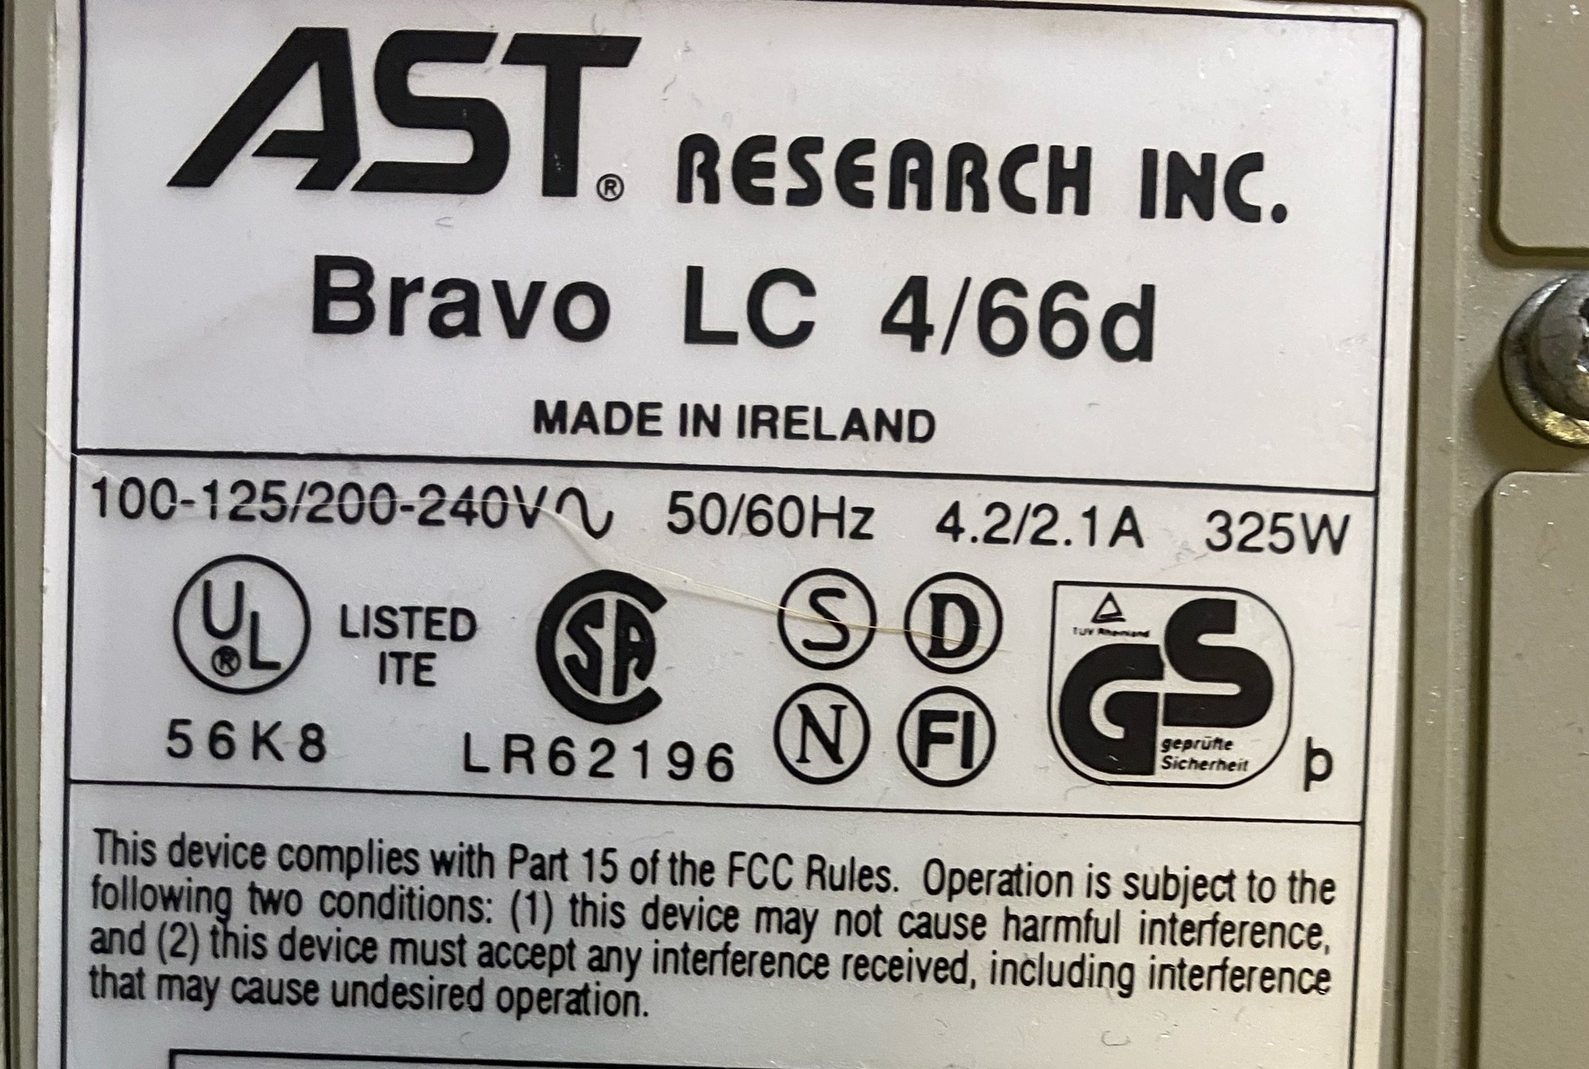 AST® RESEARCH INC.
Bravo LC 4/66d
MADE IN IRELAND
100-125/200-240V∿ 50/60Hz 4.2/2.1A 325W
UL® LISTED ITE
56K8
SA
LR62196
S D
N FI
TÜV Rheinland
GS
geprüfte
Sicherheit
þ
This device complies with Part 15 of the FCC Rules. Operation is subject to the
following two conditions: (1) this device may not cause harmful interference,
and (2) this device must accept any interference received, including interference
that may cause undesired operation.